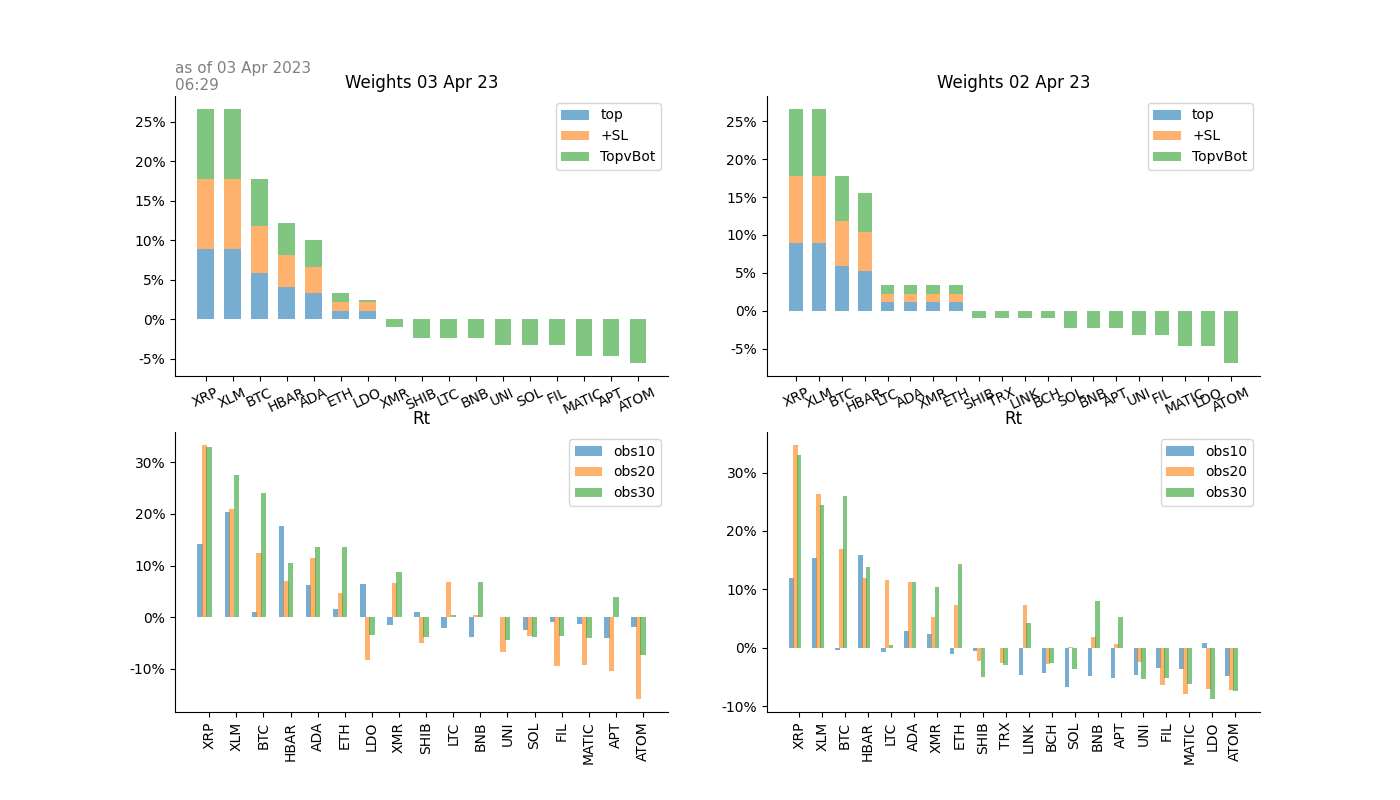 as of 03 Apr 2023
06:29
Weights 03 Apr 23
25%
20%
15%
10%
5%
0%
-5%
top
+SL
TopvBot
XRP XLM BTC HBAR ADA ETH LDO XMR SHIB LTC BNB UNI SOL FIL MATIC APT ATOM
Weights 02 Apr 23
25%
20%
15%
10%
5%
0%
-5%
top
+SL
TopvBot
XRP XLM BTC HBAR LTC ADA XMR ETH SHIB TRX LINK BCH SOL BNB APT UNI FIL MATIC LDO ATOM
Rt
30%
20%
10%
0%
-10%
obs10
obs20
obs30
XRP XLM BTC HBAR ADA ETH LDO XMR SHIB LTC BNB UNI SOL FIL MATIC APT ATOM
Rt
30%
20%
10%
0%
-10%
obs10
obs20
obs30
XRP XLM BTC HBAR LTC ADA XMR ETH SHIB TRX LINK BCH SOL BNB APT UNI FIL MATIC LDO ATOM